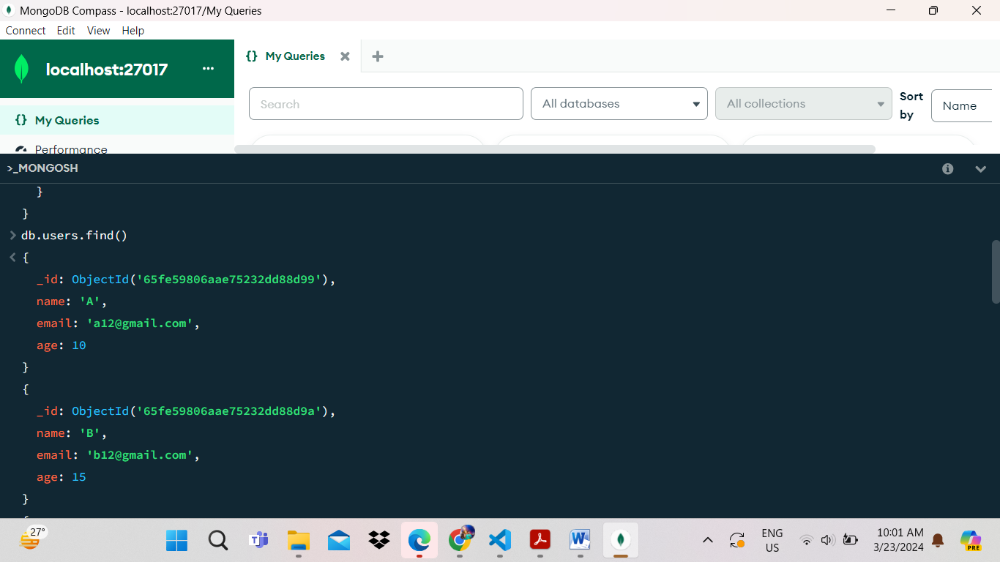 MongoDB Compass - localhost:27017/My Queries
Connect Edit View Help
localhost:27017 ...
{} My Queries
Performance
{} My Queries
Search
All databases
All collections
Sort by
Name
>_MONGOSH
}
}
> db.users.find()
< {
_id: ObjectId('65fe59806aae75232dd88d99'),
name: 'A',
email: 'a12@gmail.com',
age: 10
}
{
_id: ObjectId('65fe59806aae75232dd88d9a'),
name: 'B',
email: 'b12@gmail.com',
age: 15
}
27°
ENG
US
10:01 AM
3/23/2024
PRE